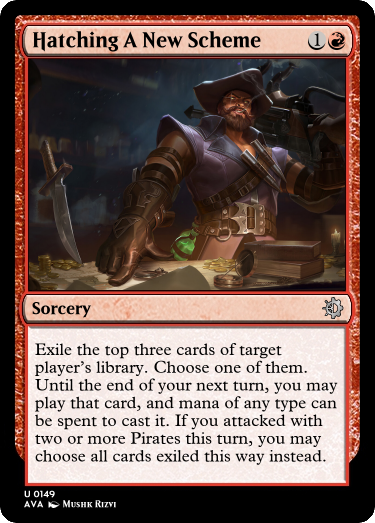 Hatching A New Scheme 1
Sorcery
Exile the top three cards of target
player's library. Choose one of them.
Until the end of your next turn, you may
play that card, and mana of any type can
be spent to cast it. If you attacked with
two or more Pirates this turn, you may
choose all cards exiled this way instead.
U 0149
AVA Mushk Rizvi